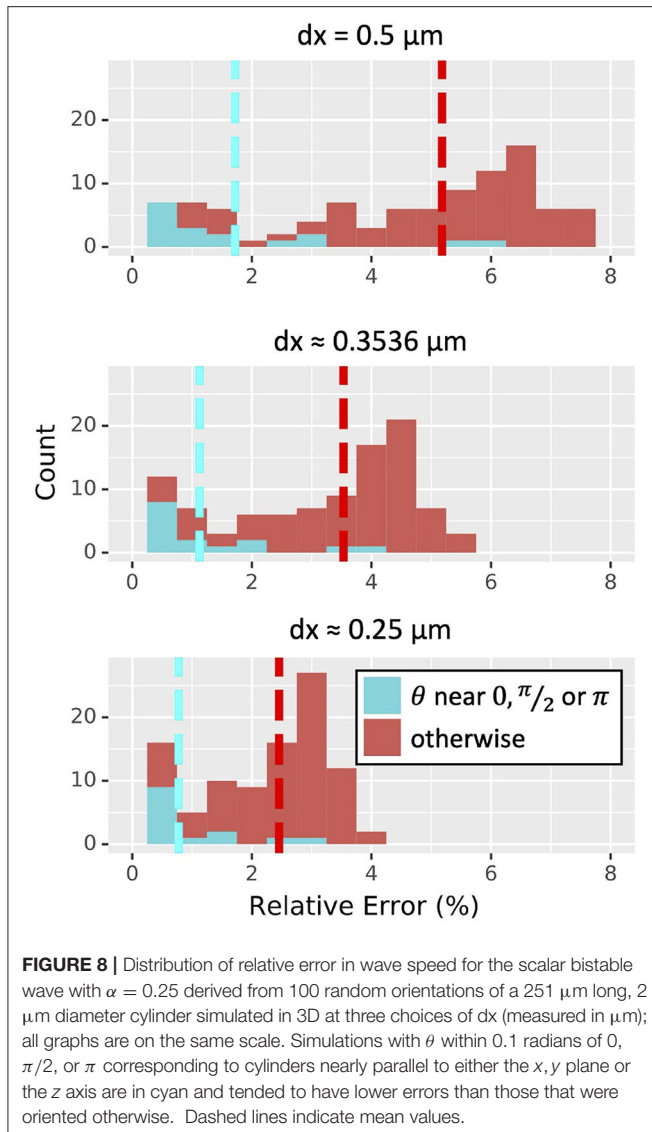 dx = 0.5 μm
20
10
0
0 2 4 6 8
dx ≈ 0.3536 μm
Count
20
10
0
0 2 4 6 8
dx ≈ 0.25 μm
θ near 0, π/2 or π
otherwise
20
10
0
0 2 4 6 8
Relative Error (%)
FIGURE 8 | Distribution of relative error in wave speed for the scalar bistable
wave with α = 0.25 derived from 100 random orientations of a 251 μm long, 2
μm diameter cylinder simulated in 3D at three choices of dx (measured in μm);
all graphs are on the same scale. Simulations with θ within 0.1 radians of 0,
π/2, or π corresponding to cylinders nearly parallel to either the x, y plane or
the z axis are in cyan and tended to have lower errors than those that were
oriented otherwise. Dashed lines indicate mean values.